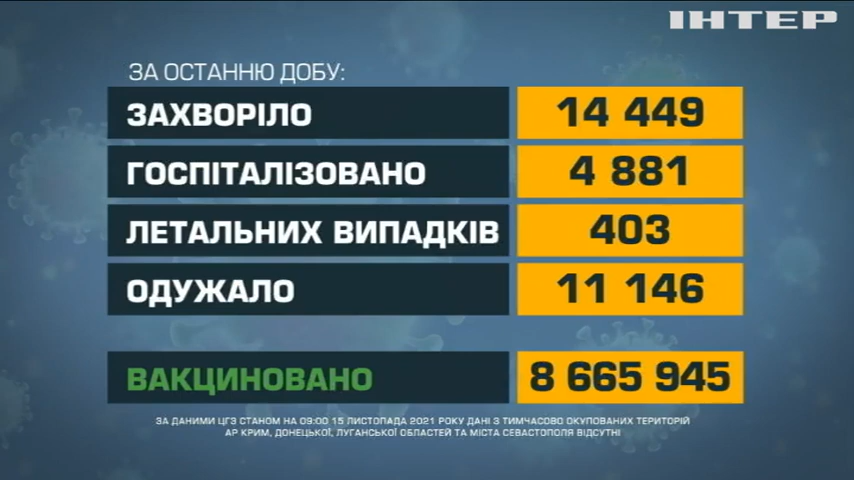 ІНТЕР
ЗА ОСТАННЮ ДОБУ:
ЗАХВОРІЛО 14 449
ГОСПІТАЛІЗОВАНО 4 881
ЛЕТАЛЬНИХ ВИПАДКІВ 403
ОДУЖАЛО 11 146
ВАКЦИНОВАНО 8 665 945
ЗА ДАНИМИ ЦГЗ СТАНОМ НА 09:00 15 ЛИСТОПАДА 2021 РОКУ ДАНІ З ТИМЧАСОВО ОКУПОВАНИХ ТЕРИТОРІЙ
АР КРИМ, ДОНЕЦЬКОЇ, ЛУГАНСЬКОЇ ОБЛАСТЕЙ ТА МІСТА СЕВАСТОПОЛЯ ВІДСУТНІ